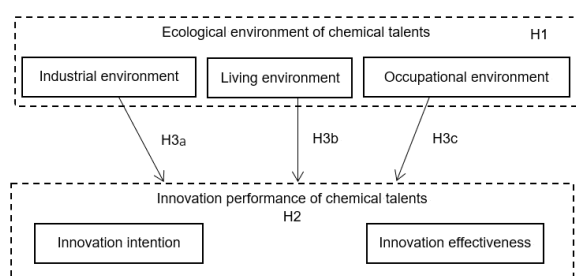 Ecological environment of chemical talents
H1
Industrial environment
Living environment
Occupational environment
H3a
H3b
H3c
Innovation performance of chemical talents
H2
Innovation intention
Innovation effectiveness